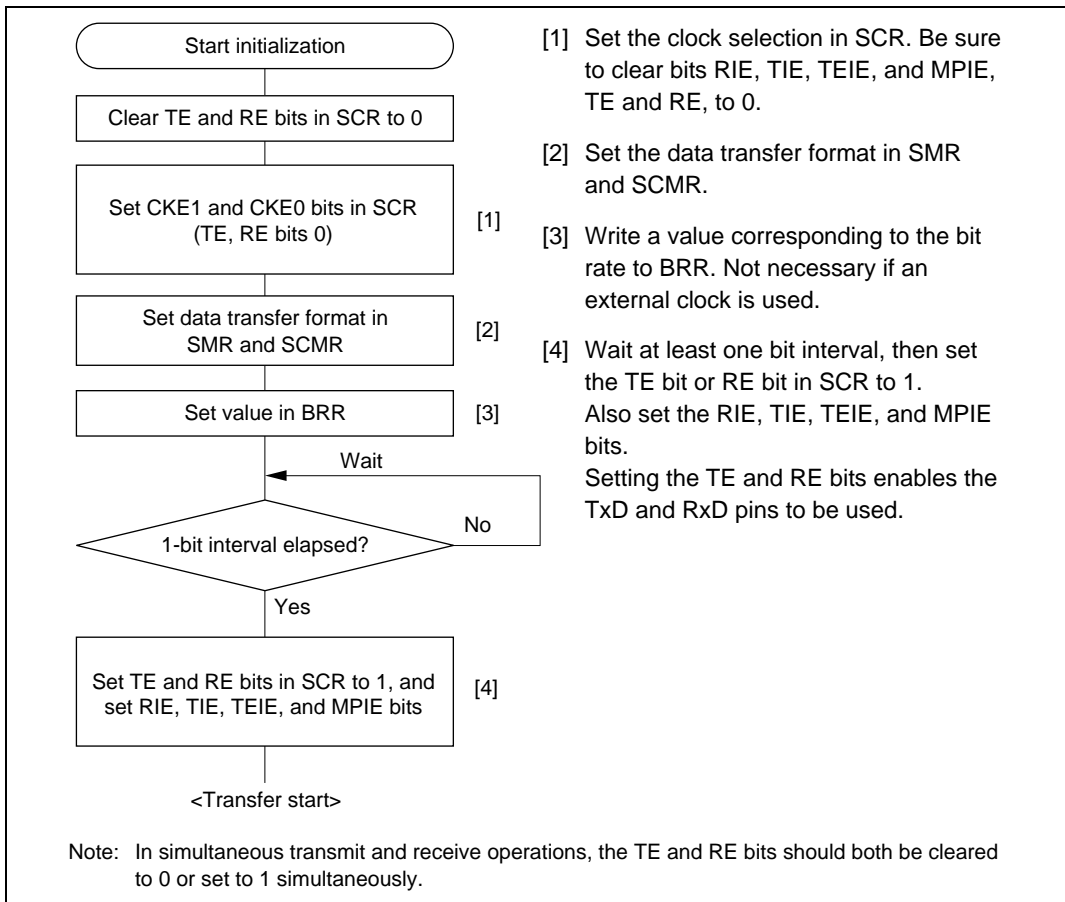 Start initialization
Clear TE and RE bits in SCR to 0
Set CKE1 and CKE0 bits in SCR
(TE, RE bits 0)
[1]
Set data transfer format in
SMR and SCMR
[2]
Set value in BRR
[3]
Wait
1-bit interval elapsed?
No
Yes
Set TE and RE bits in SCR to 1, and
set RIE, TIE, TEIE, and MPIE bits
[4]
<Transfer start>
[1] Set the clock selection in SCR. Be sure
to clear bits RIE, TIE, TEIE, and MPIE,
TE and RE, to 0.
[2] Set the data transfer format in SMR
and SCMR.
[3] Write a value corresponding to the bit
rate to BRR. Not necessary if an
external clock is used.
[4] Wait at least one bit interval, then set
the TE bit or RE bit in SCR to 1.
Also set the RIE, TIE, TEIE, and MPIE
bits.
Setting the TE and RE bits enables the
TxD and RxD pins to be used.
Note: In simultaneous transmit and receive operations, the TE and RE bits should both be cleared
to 0 or set to 1 simultaneously.